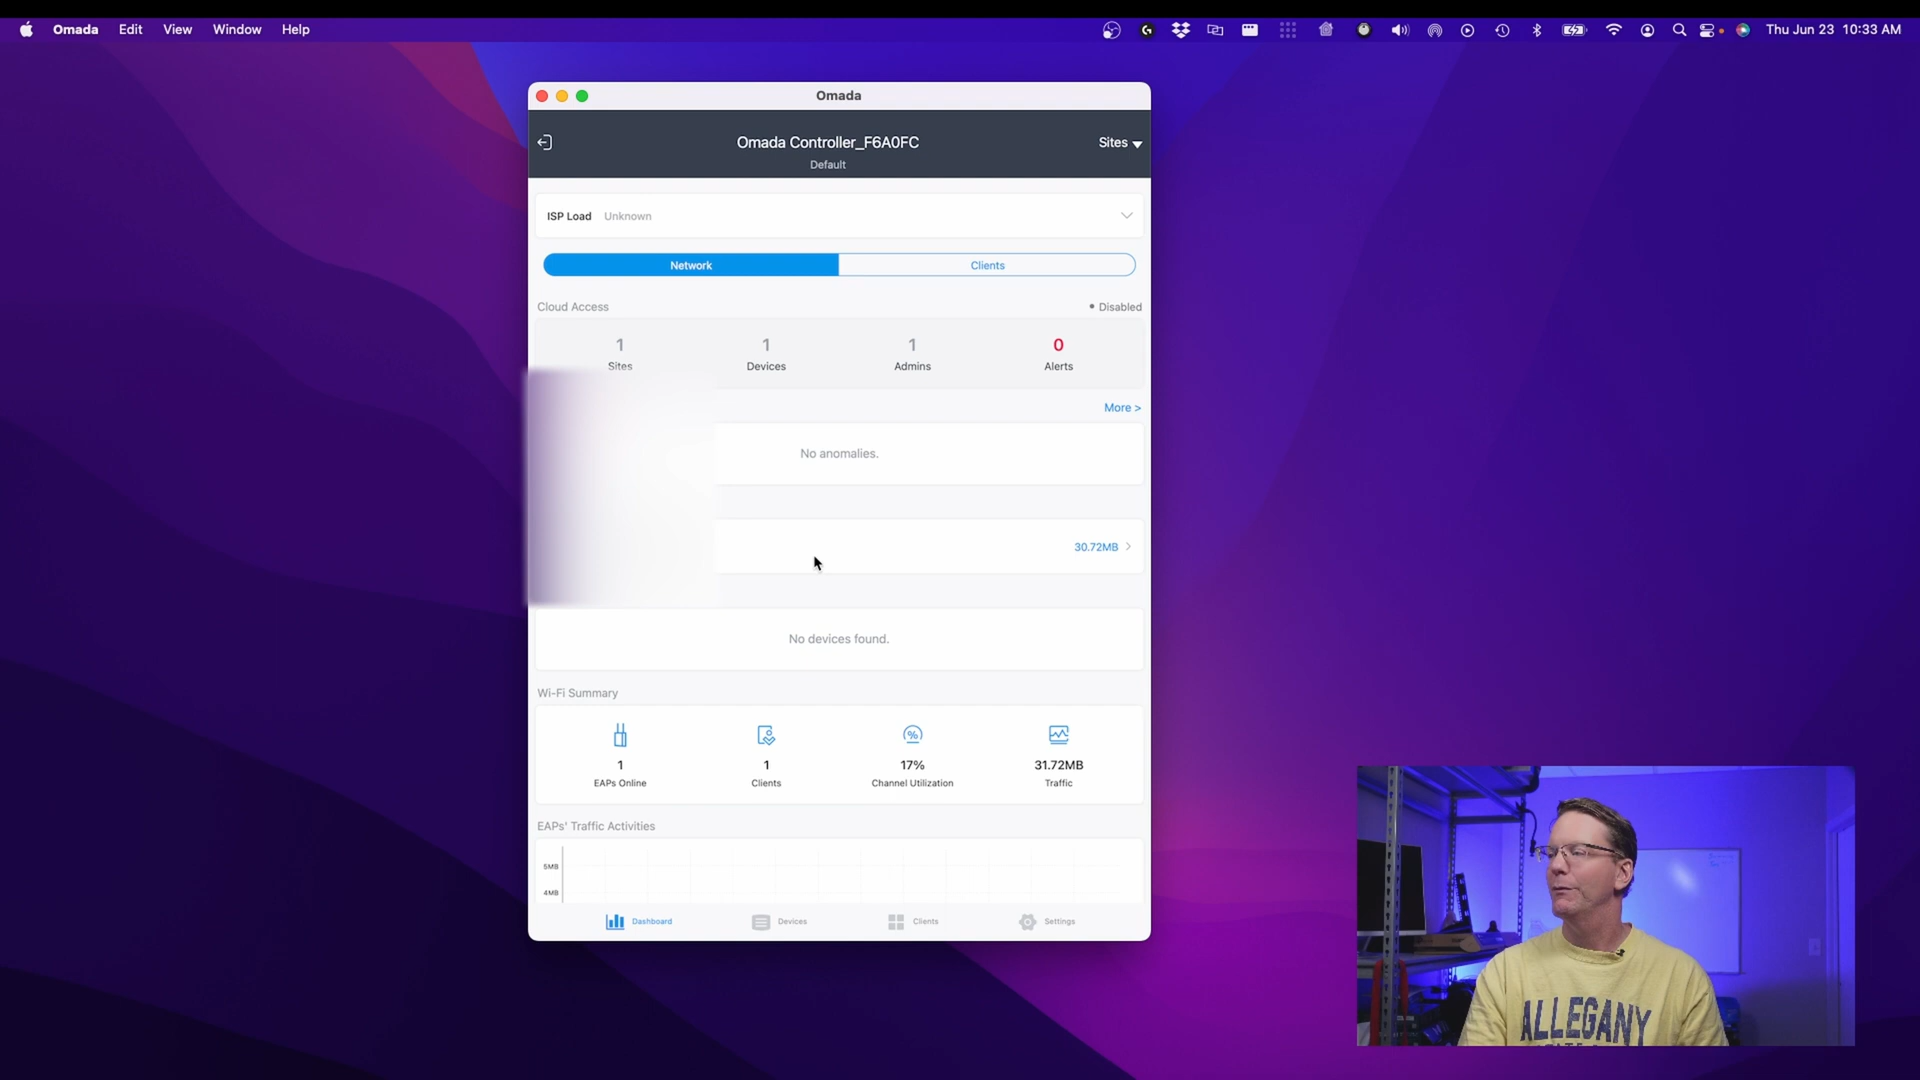 Omada Edit View Window Help
Thu Jun 23 10:33 AM
Omada
Omada Controller_F6A0FC
Sites
Default
ISP Load Unknown
Network Clients
Cloud Access
Disabled
1 1 1 0
Sites Devices Admins Alerts
More >
No anomalies.
30.72MB >
No devices found.
Wi-Fi Summary
%
1 1 17% 31.72MB
EAPs Online Clients Channel Utilization Traffic
EAPs' Traffic Activities
5MB
4MB
Dashboard Devices Clients Settings
ALLEGANY